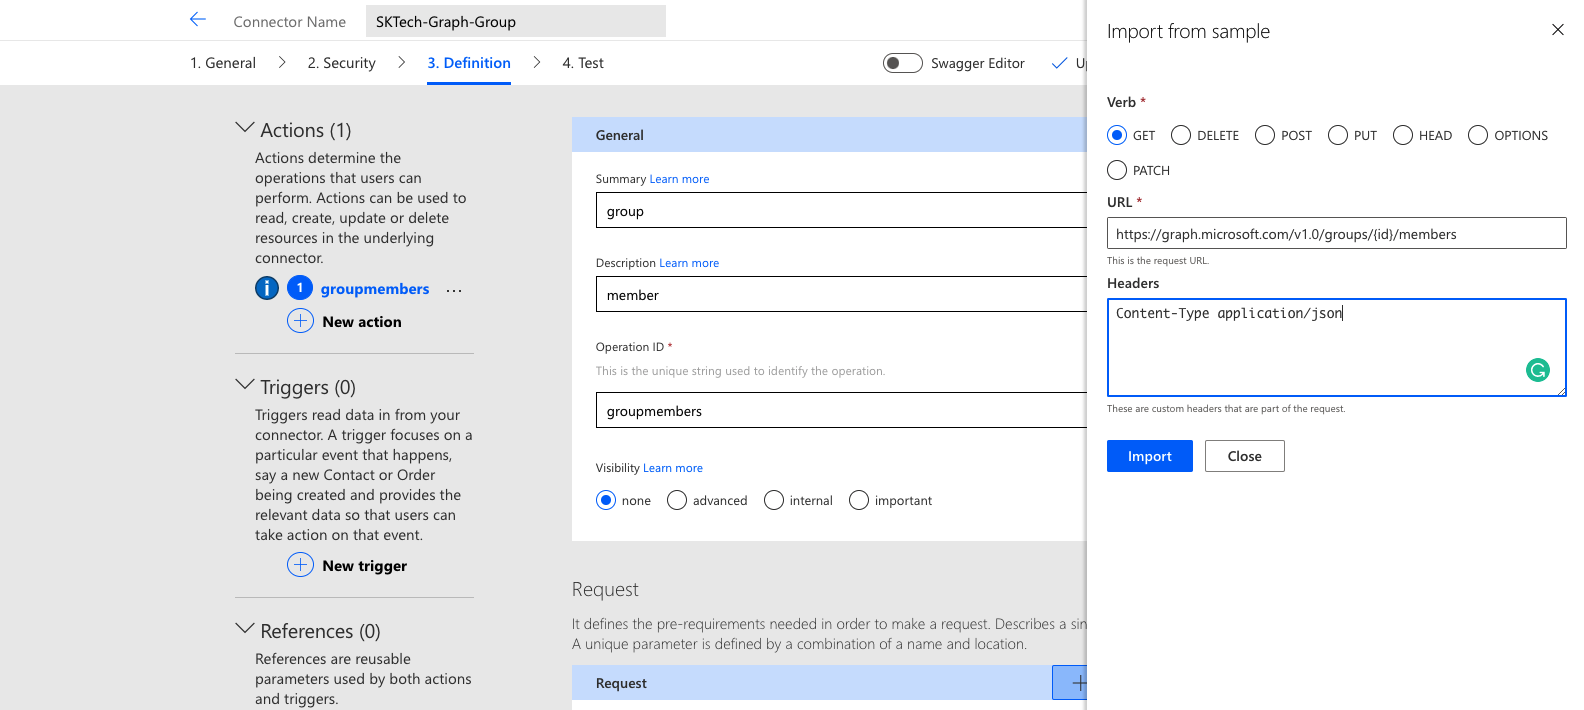 Connector Name
SKTech-Graph-Group
1. General
2. Security
3. Definition
4. Test
Swagger Editor
Actions (1)
Actions determine the
operations that users can
perform. Actions can be used to
read, create, update or delete
resources in the underlying
connector.
1 groupmembers ...
New action
Triggers (0)
Triggers read data in from your
connector. A trigger focuses on a
particular event that happens,
say a new Contact or Order
being created and provides the
relevant data so that users can
take action on that event.
New trigger
References (0)
References are reusable
parameters used by both actions
and triggers.
General
Summary Learn more
group
Description Learn more
member
Operation ID *
This is the unique string used to identify the operation.
groupmembers
Visibility Learn more
none advanced internal important
Request
It defines the pre-requirements needed in order to make a request. Describes a sin
A unique parameter is defined by a combination of a name and location.
Request
Import from sample
Verb *
GET DELETE POST PUT HEAD OPTIONS
PATCH
URL *
https://graph.microsoft.com/v1.0/groups/{id}/members
This is the request URL.
Headers
Content-Type application/json
These are custom headers that are part of the request.
Import Close